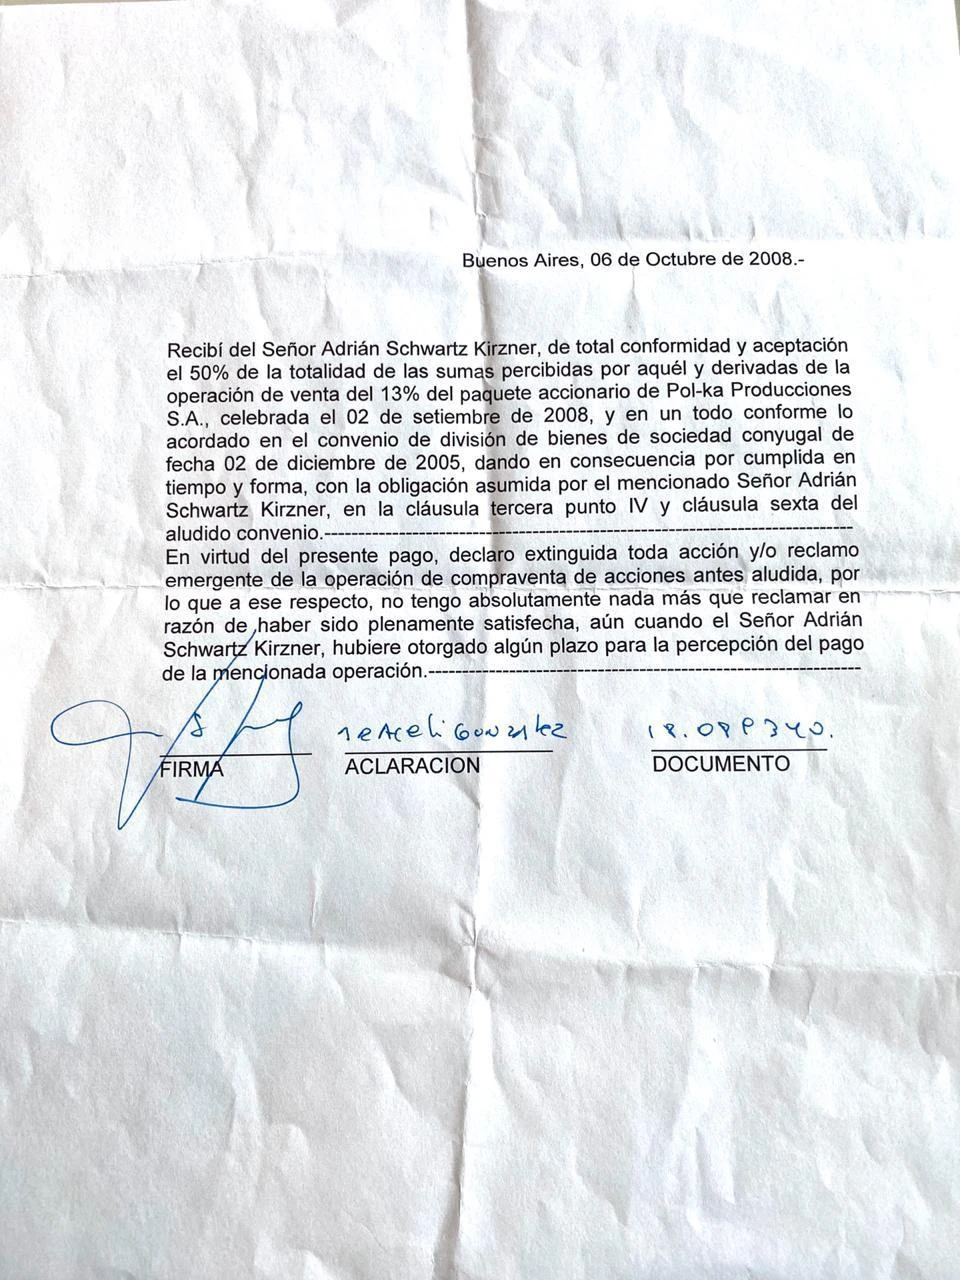 Buenos Aires, 06 de Octubre de 2008.-
Recibí del Señor Adrián Schwartz Kirzner, de total conformidad y aceptación
el 50% de la totalidad de las sumas percibidas por aquél y derivadas de la
operación de venta del 13% del paquete accionario de Pol-ka Producciones
S.A., celebrada el 02 de setiembre de 2008, y en un todo conforme lo
acordado en el convenio de división de bienes de sociedad conyugal de
fecha 02 de diciembre de 2005, dando en consecuencia por cumplida en
tiempo y forma, con la obligación asumida por el mencionado Señor Adrián
Schwartz Kirzner, en la cláusula tercera punto IV y cláusula sexta del
aludido convenio.------------------------------------------------------------------------------
En virtud del presente pago, declaro extinguida toda acción y/o reclamo
emergente de la operación de compraventa de acciones antes aludida, por
lo que a ese respecto, no tengo absolutamente nada más que reclamar en
razón de haber sido plenamente satisfecha, aún cuando el Señor Adrián
Schwartz Kirzner, hubiere otorgado algún plazo para la percepción del pago
de la mencionada operación.----------------------------------------------------------------
Gonzalez
FIRMA ACLARACION DOCUMENTO